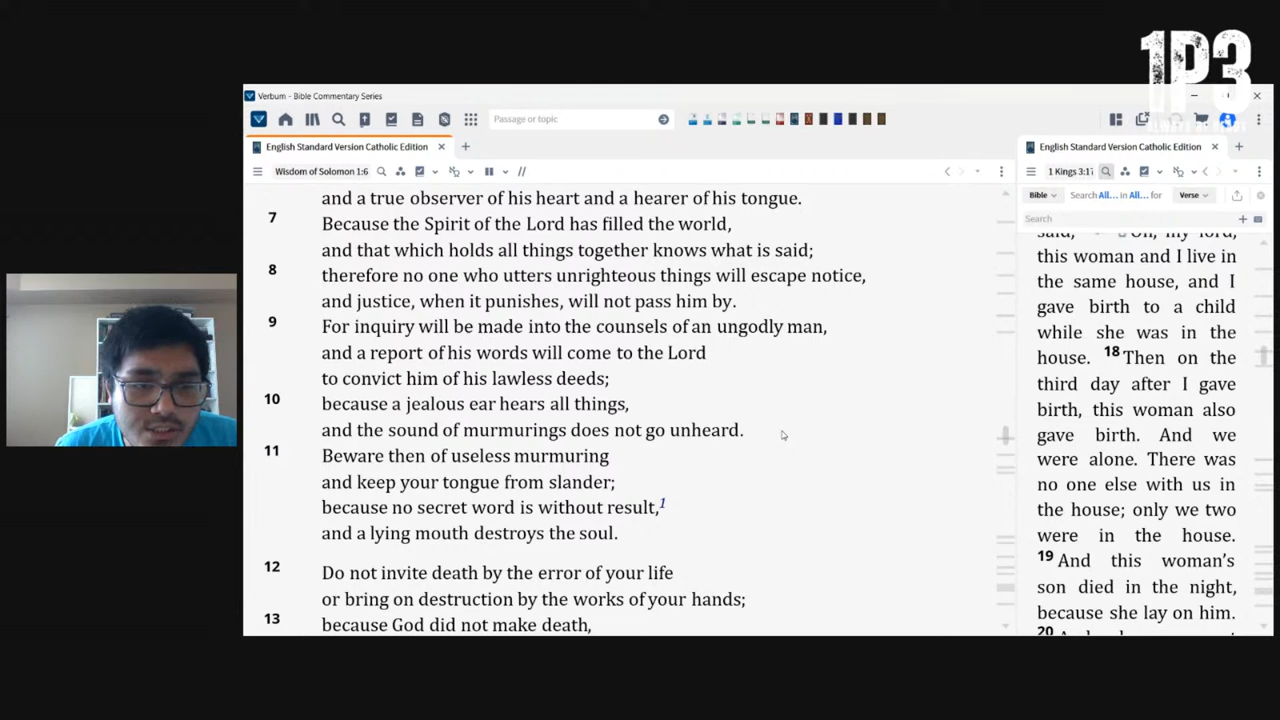 1P3
ALWAYS BE READY
Verbum - Bible Commentary Series
Passage or topic
English Standard Version Catholic Edition
Wisdom of Solomon 1:6
and a true observer of his heart and a hearer of his tongue.
7 Because the Spirit of the Lord has filled the world,
and that which holds all things together knows what is said;
8 therefore no one who utters unrighteous things will escape notice,
and justice, when it punishes, will not pass him by.
9 For inquiry will be made into the counsels of an ungodly man,
and a report of his words will come to the Lord
to convict him of his lawless deeds;
10 because a jealous ear hears all things,
and the sound of murmurings does not go unheard.
11 Beware then of useless murmuring
and keep your tongue from slander;
because no secret word is without result,1
and a lying mouth destroys the soul.
12 Do not invite death by the error of your life
or bring on destruction by the works of your hands;
13 because God did not make death,
English Standard Version Catholic Edition
1 Kings 3:17
Bible Search All... in All... for Verse
Search
said, "Oh, my lord,
this woman and I live in
the same house, and I
gave birth to a child
while she was in the
house. 18 Then on the
third day after I gave
birth, this woman also
gave birth. And we
were alone. There was
no one else with us in
the house; only we two
were in the house.
19 And this woman's
son died in the night,
because she lay on him.
20